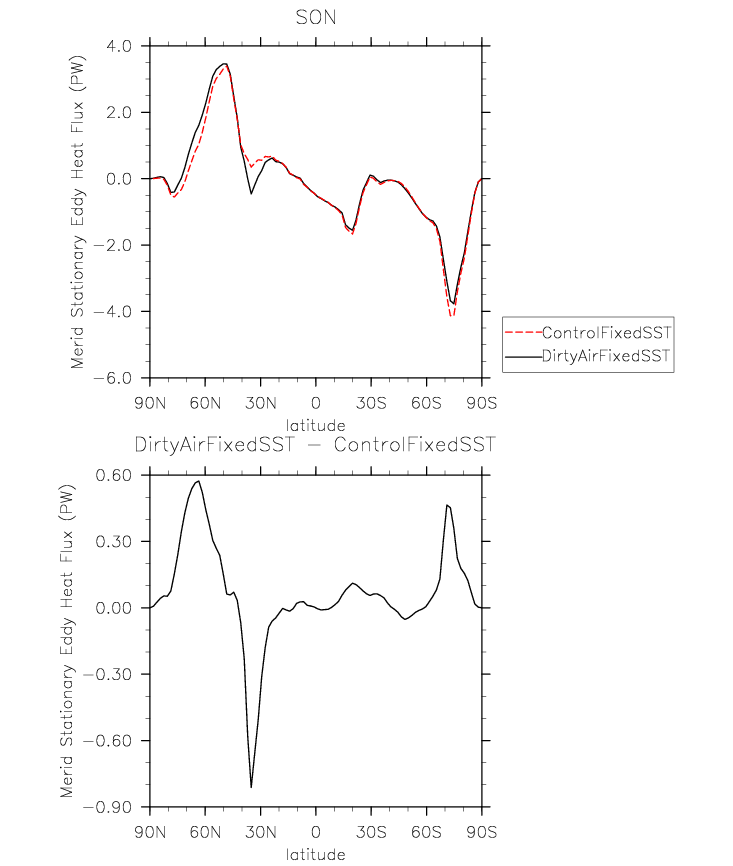 SON
Merid Stationary Eddy Heat Flux (PW)
4.0
2.0
0.0
−2.0
−4.0
−6.0
90N 60N 30N 0 30S 60S 90S
latitude
ControlFixedSST
DirtyAirFixedSST
DirtyAirFixedSST − ControlFixedSST
Merid Stationary Eddy Heat Flux (PW)
0.60
0.30
0.00
−0.30
−0.60
−0.90
90N 60N 30N 0 30S 60S 90S
latitude